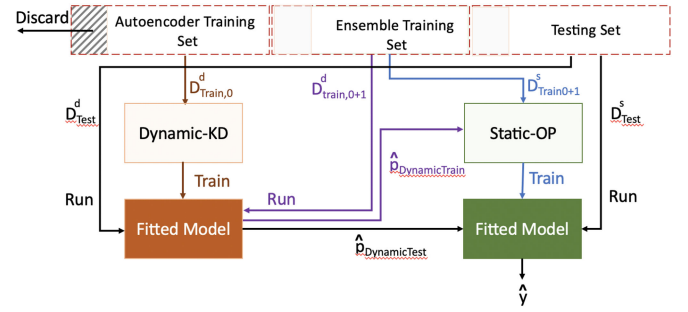 Discard
Autoencoder Training
Set
Ensemble Training
Set
Testing Set
D^d_Test
D^d_Train,0
D^d_train,0+1
D^s_Train0+1
D^s_Test
Dynamic-KD
Static-OP
p̂_DynamicTrain
Train
Train
Run
Run
Run
Fitted Model
Fitted Model
p̂_DynamicTest
ŷ